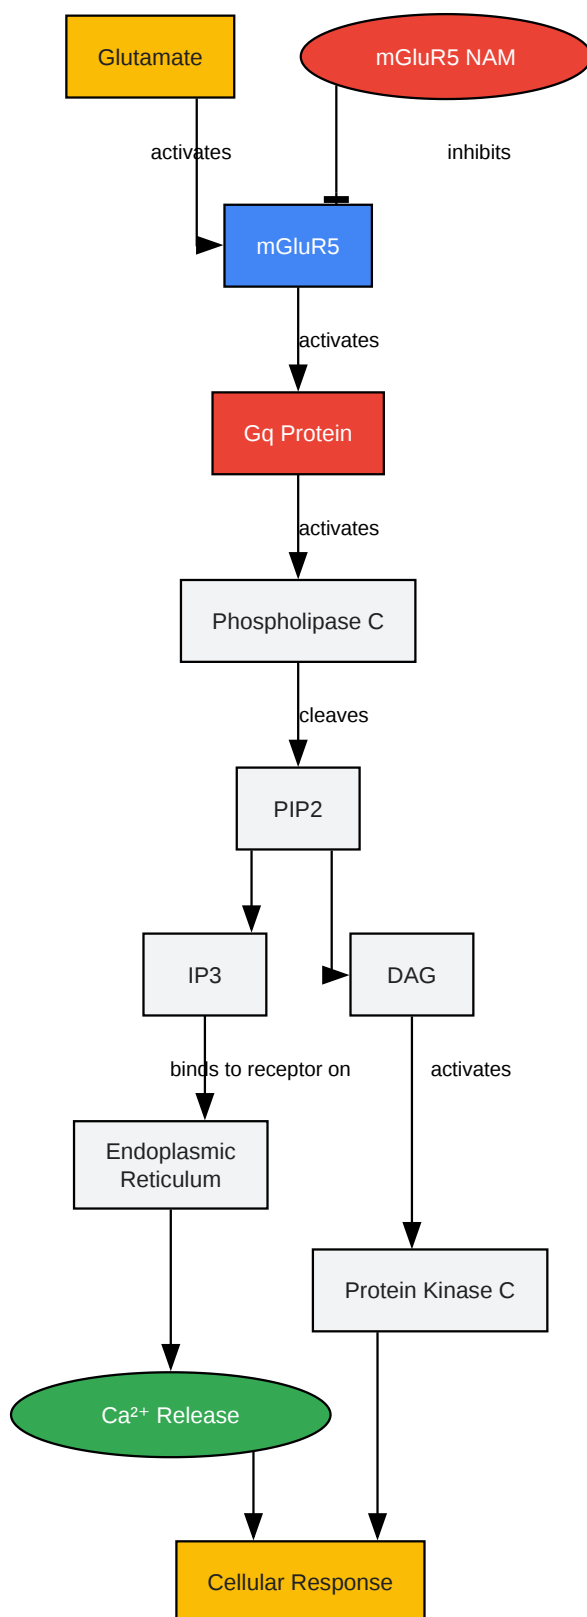 Glutamate
mGluR5 NAM
activates
inhibits
mGluR5
activates
Gq Protein
activates
Phospholipase C
cleaves
PIP2
IP3
DAG
binds to receptor on
activates
Endoplasmic
Reticulum
Protein Kinase C
Ca²⁺ Release
Cellular Response